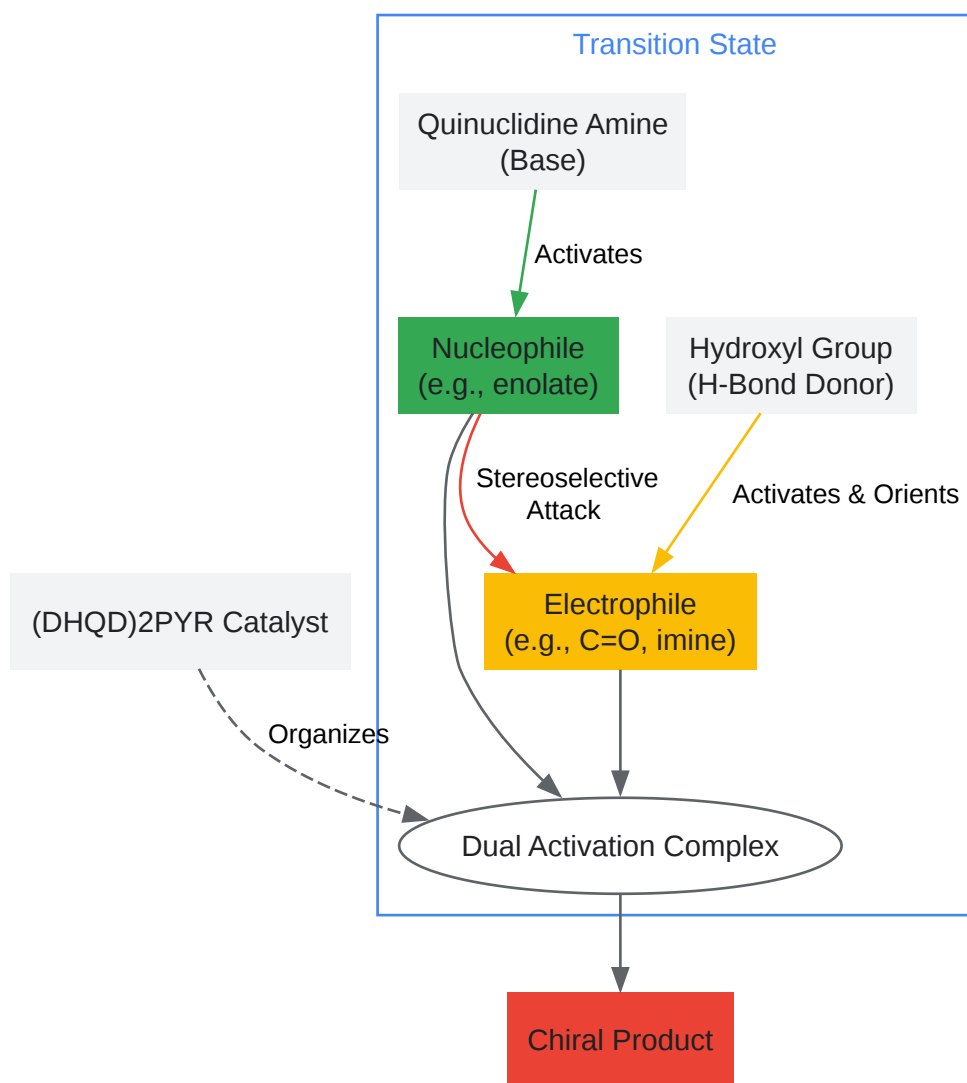 Transition State
Quinuclidine Amine
(Base)
Activates
Nucleophile
(e.g., enolate)
Hydroxyl Group
(H-Bond Donor)
Stereoselective
Attack
Activates & Orients
(DHQD)2PYR Catalyst
Electrophile
(e.g., C=O, imine)
Organizes
Dual Activation Complex
Chiral Product